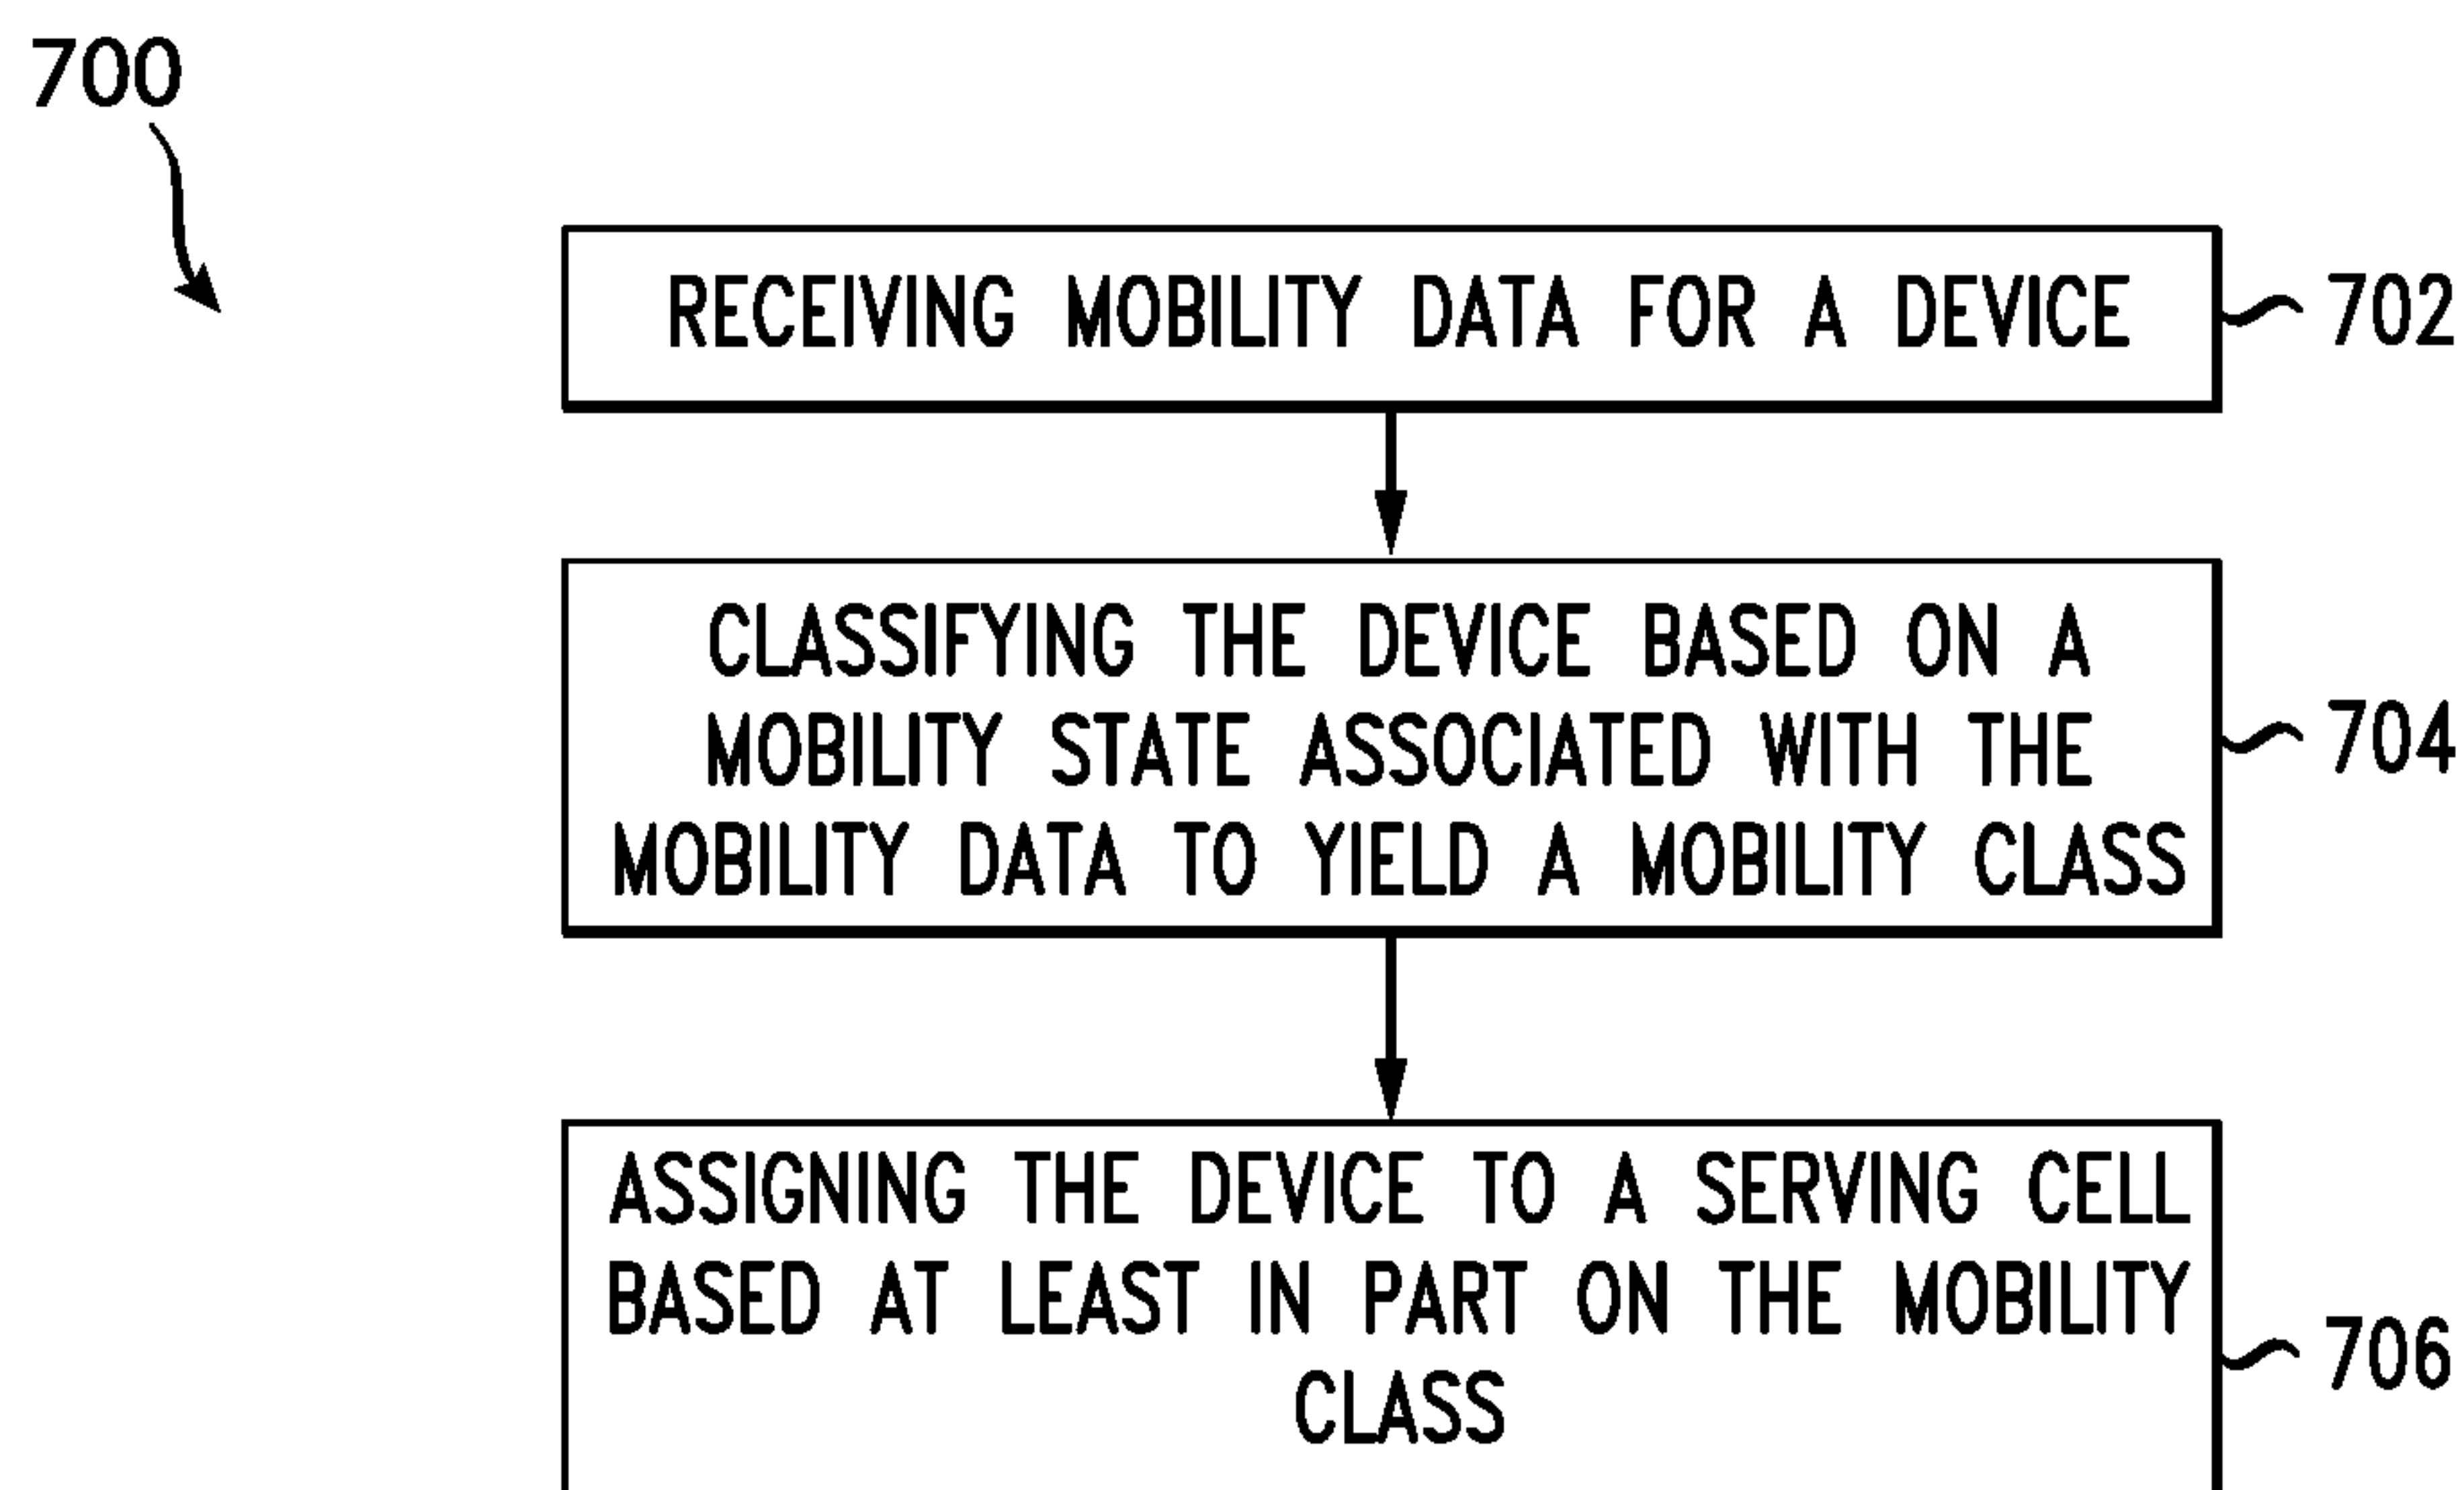 700
RECEIVING MOBILITY DATA FOR A DEVICE
702
CLASSIFYING THE DEVICE BASED ON A
MOBILITY STATE ASSOCIATED WITH THE
MOBILITY DATA TO YIELD A MOBILITY CLASS
704
ASSIGNING THE DEVICE TO A SERVING CELL
BASED AT LEAST IN PART ON THE MOBILITY
CLASS
706